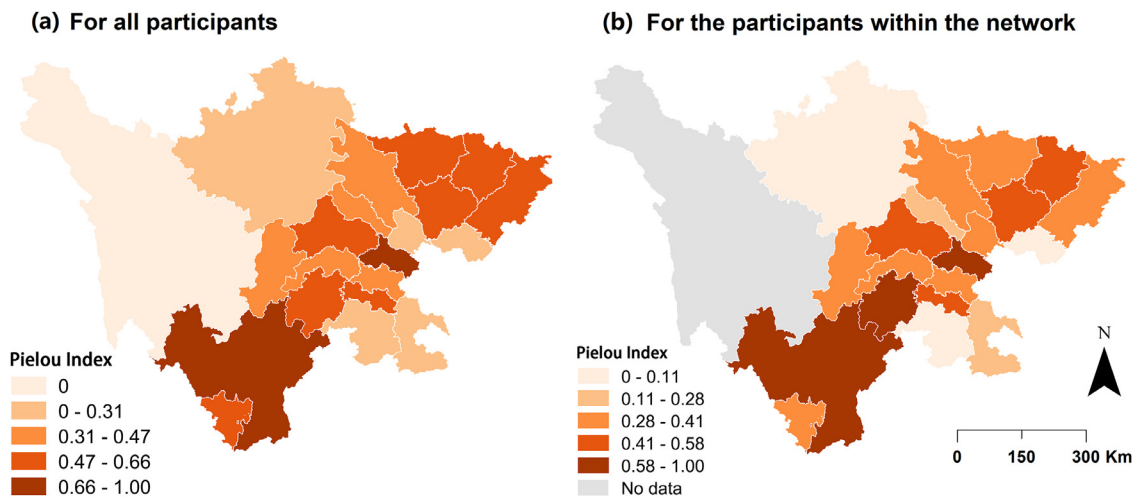 (a) For all participants
(b) For the participants within the network
Pielou Index
0
0 - 0.31
0.31 - 0.47
0.47 - 0.66
0.66 - 1.00
Pielou Index
0 - 0.11
0.11 - 0.28
0.28 - 0.41
0.41 - 0.58
0.58 - 1.00
No data
N
0 150 300 Km